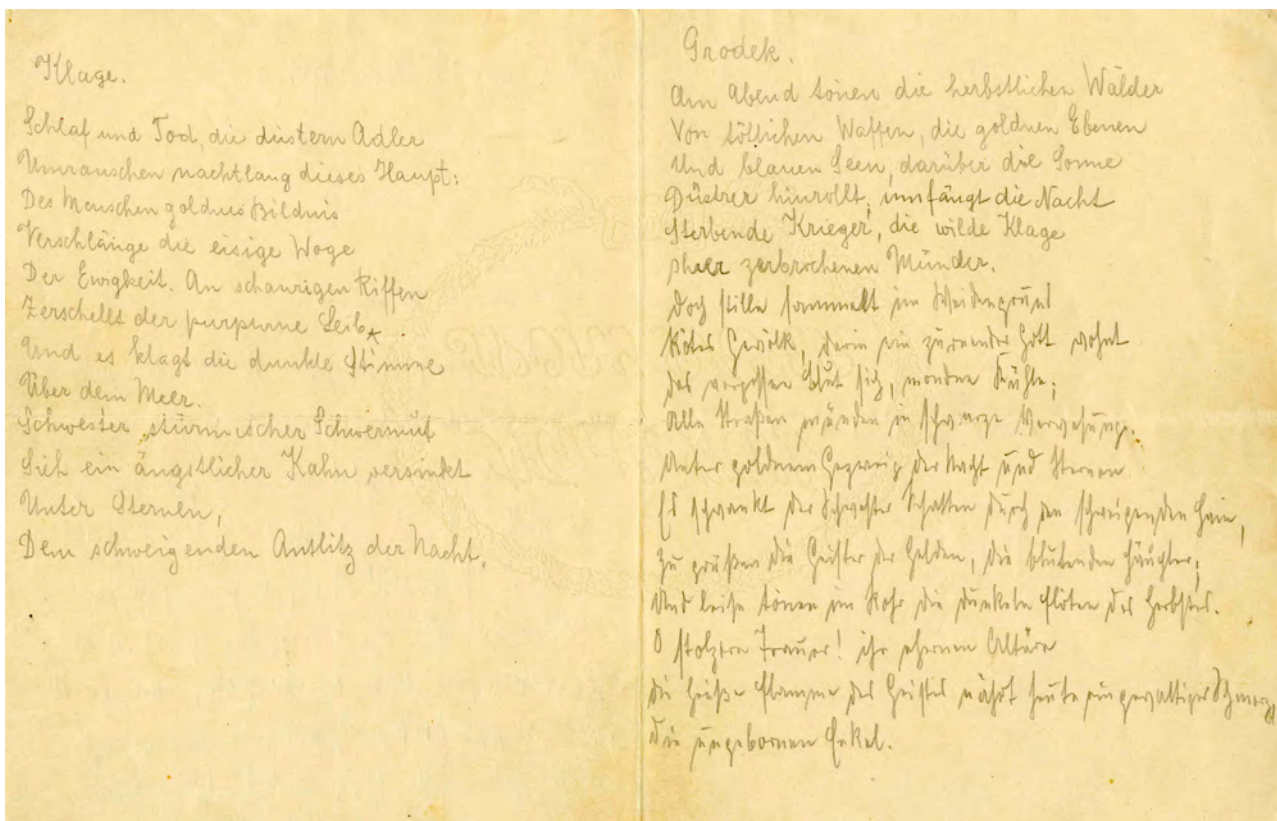 Klage.
Schlaf und Tod, die düstern Adler
Umrauschen nachtlang dieses Haupt:
Des Menschen goldnes Bildnis
Verschlänge die eisige Woge
Der Ewigkeit. An schaurigen Riffen
Zerschellt der purpurne Leib
Und es klagt die dunkle Stimme
Über dem Meer.
Schwester stürmischer Schwermut
Sieh ein ängstlicher Kahn versinkt
Unter Sternen,
Dem schweigenden Antlitz der Nacht.
Grodek.
Am Abend tönen die herbstlichen Wälder
Von tötlichen Waffen, die goldnen Ebenen
Und blauen Seen, darüber die Sonne
Düstrer hinrollt; umfängt die Nacht
Sterbende Krieger, die wilde Klage
Ihrer zerbrochenen Münder.
Doch stille sammelt im Weidengrund
Rotes Gewölk, darin ein zürnender Gott wohnt
Das vergossne Blut sich, mondne Kühle;
Alle Straßen münden in schwarze Verwesung.
Unter goldnem Gezweig der Nacht und Sternen
Es schwankt der Schwester Schatten durch den schweigenden Hain,
Zu grüßen die Geister der Helden, die blutenden Häupter;
Und leise tönen im Rohr die dunkeln Flöten des Herbstes.
O stolzere Trauer! ihr ehernen Altäre
Die heiße Flamme des Geistes nährt heute ein gewaltiger Schmerz,
Die ungebornen Enkel.